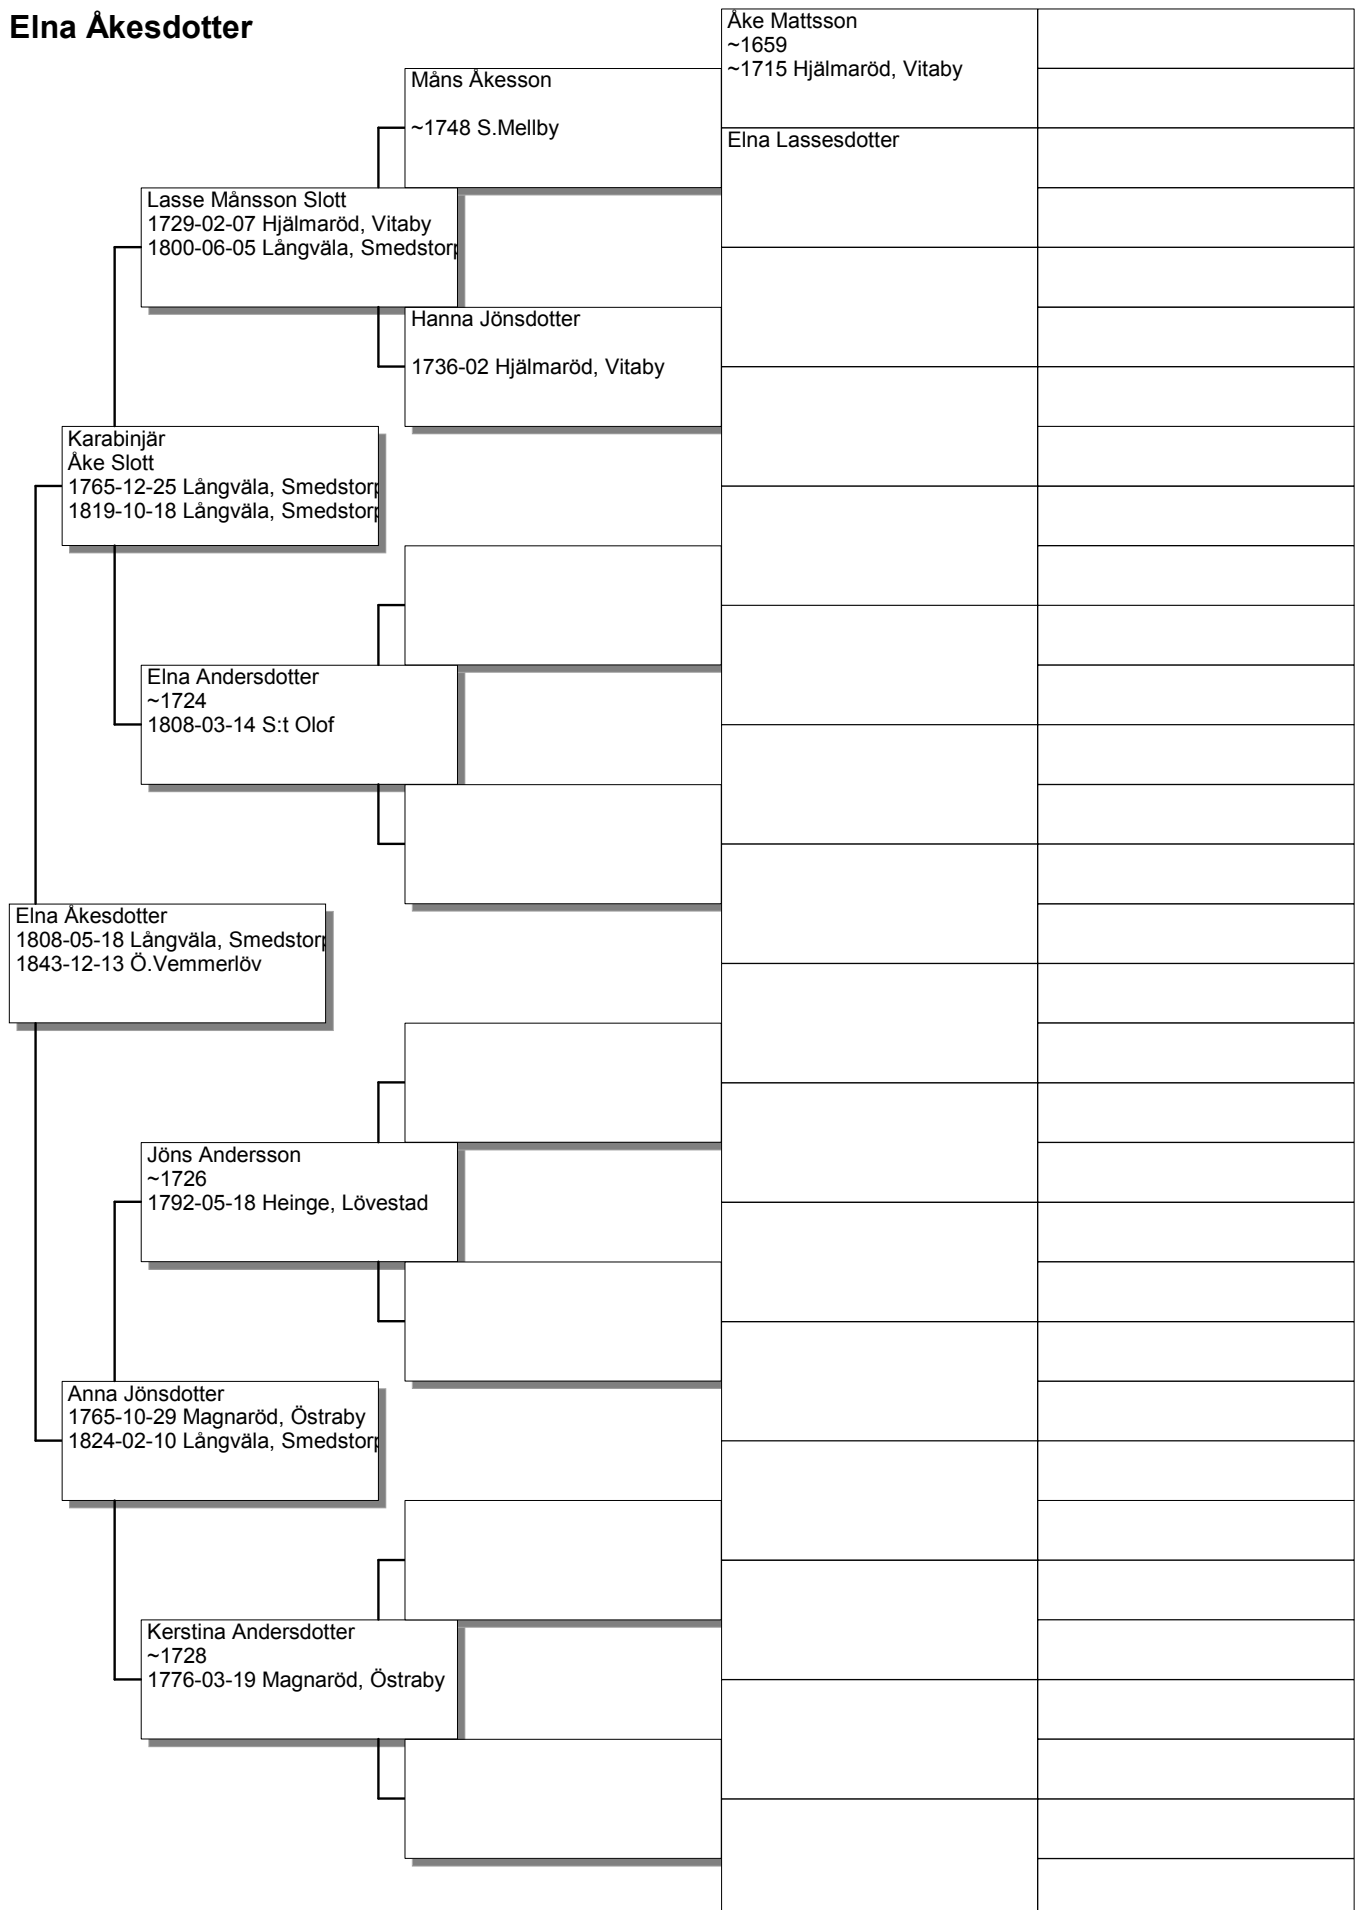 Elna Åkesdotter
Åke Mattsson
~1659
~1715 Hjälmaröd, Vitaby
Måns Åkesson
~1748 S.Mellby
Elna Lassesdotter
Lasse Månsson Slott
1729-02-07 Hjälmaröd, Vitaby
1800-06-05 Långväla, Smedstorp
Hanna Jönsdotter
1736-02 Hjälmaröd, Vitaby
Karabinjär
Åke Slott
1765-12-25 Långväla, Smedstorp
1819-10-18 Långväla, Smedstorp
Elna Andersdotter
~1724
1808-03-14 S:t Olof
Elna Åkesdotter
1808-05-18 Långväla, Smedstorp
1843-12-13 Ö.Vemmerlöv
Jöns Andersson
~1726
1792-05-18 Heinge, Lövestad
Anna Jönsdotter
1765-10-29 Magnaröd, Östraby
1824-02-10 Långväla, Smedstorp
Kerstina Andersdotter
~1728
1776-03-19 Magnaröd, Östraby